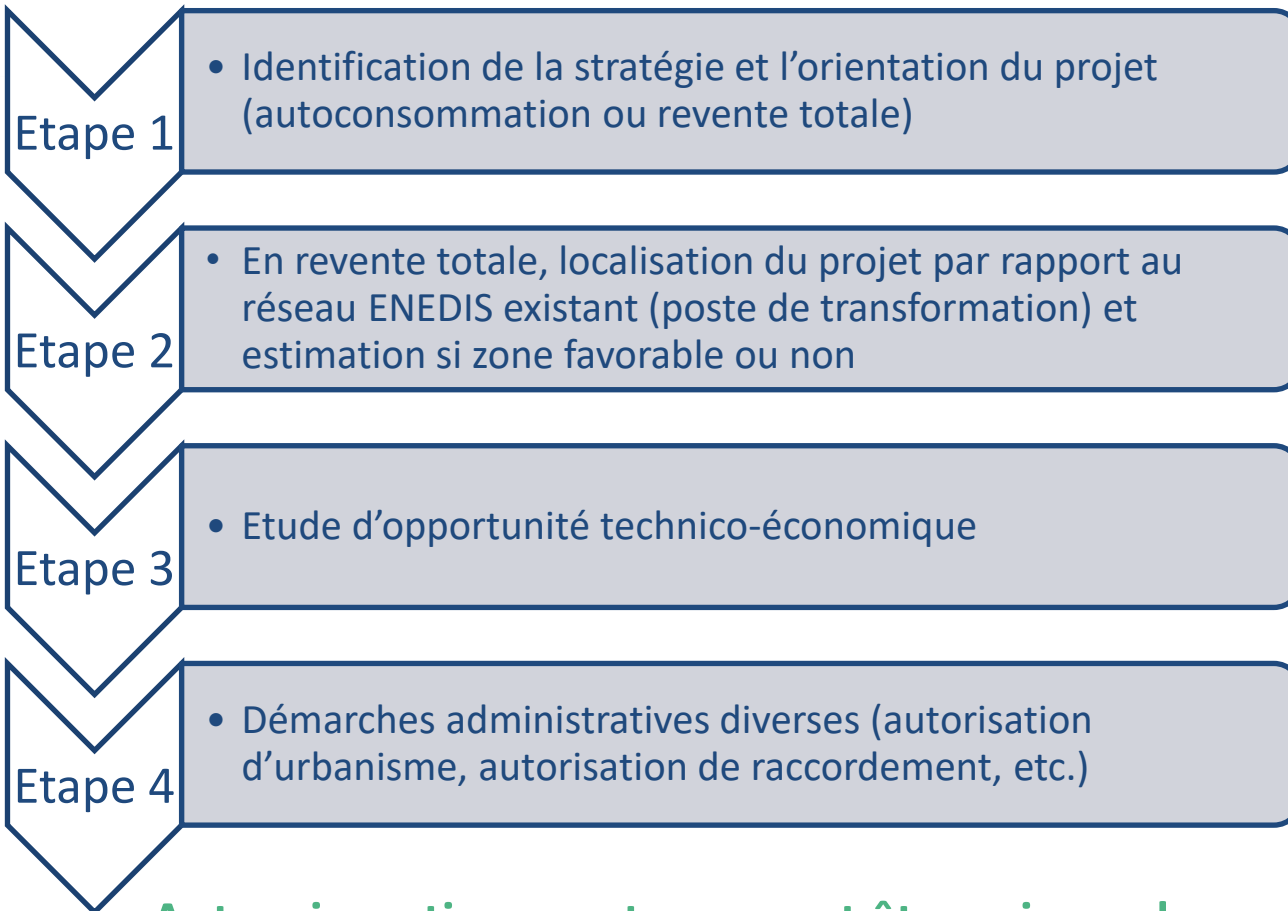 Etape 1
• Identification de la stratégie et l'orientation du projet
(autoconsommation ou revente totale)
Etape 2
• En revente totale, localisation du projet par rapport au
réseau ENEDIS existant (poste de transformation) et
estimation si zone favorable ou non
Etape 3
• Etude d'opportunité technico-économique
Etape 4
• Démarches administratives diverses (autorisation
d'urbanisme, autorisation de raccordement, etc.)